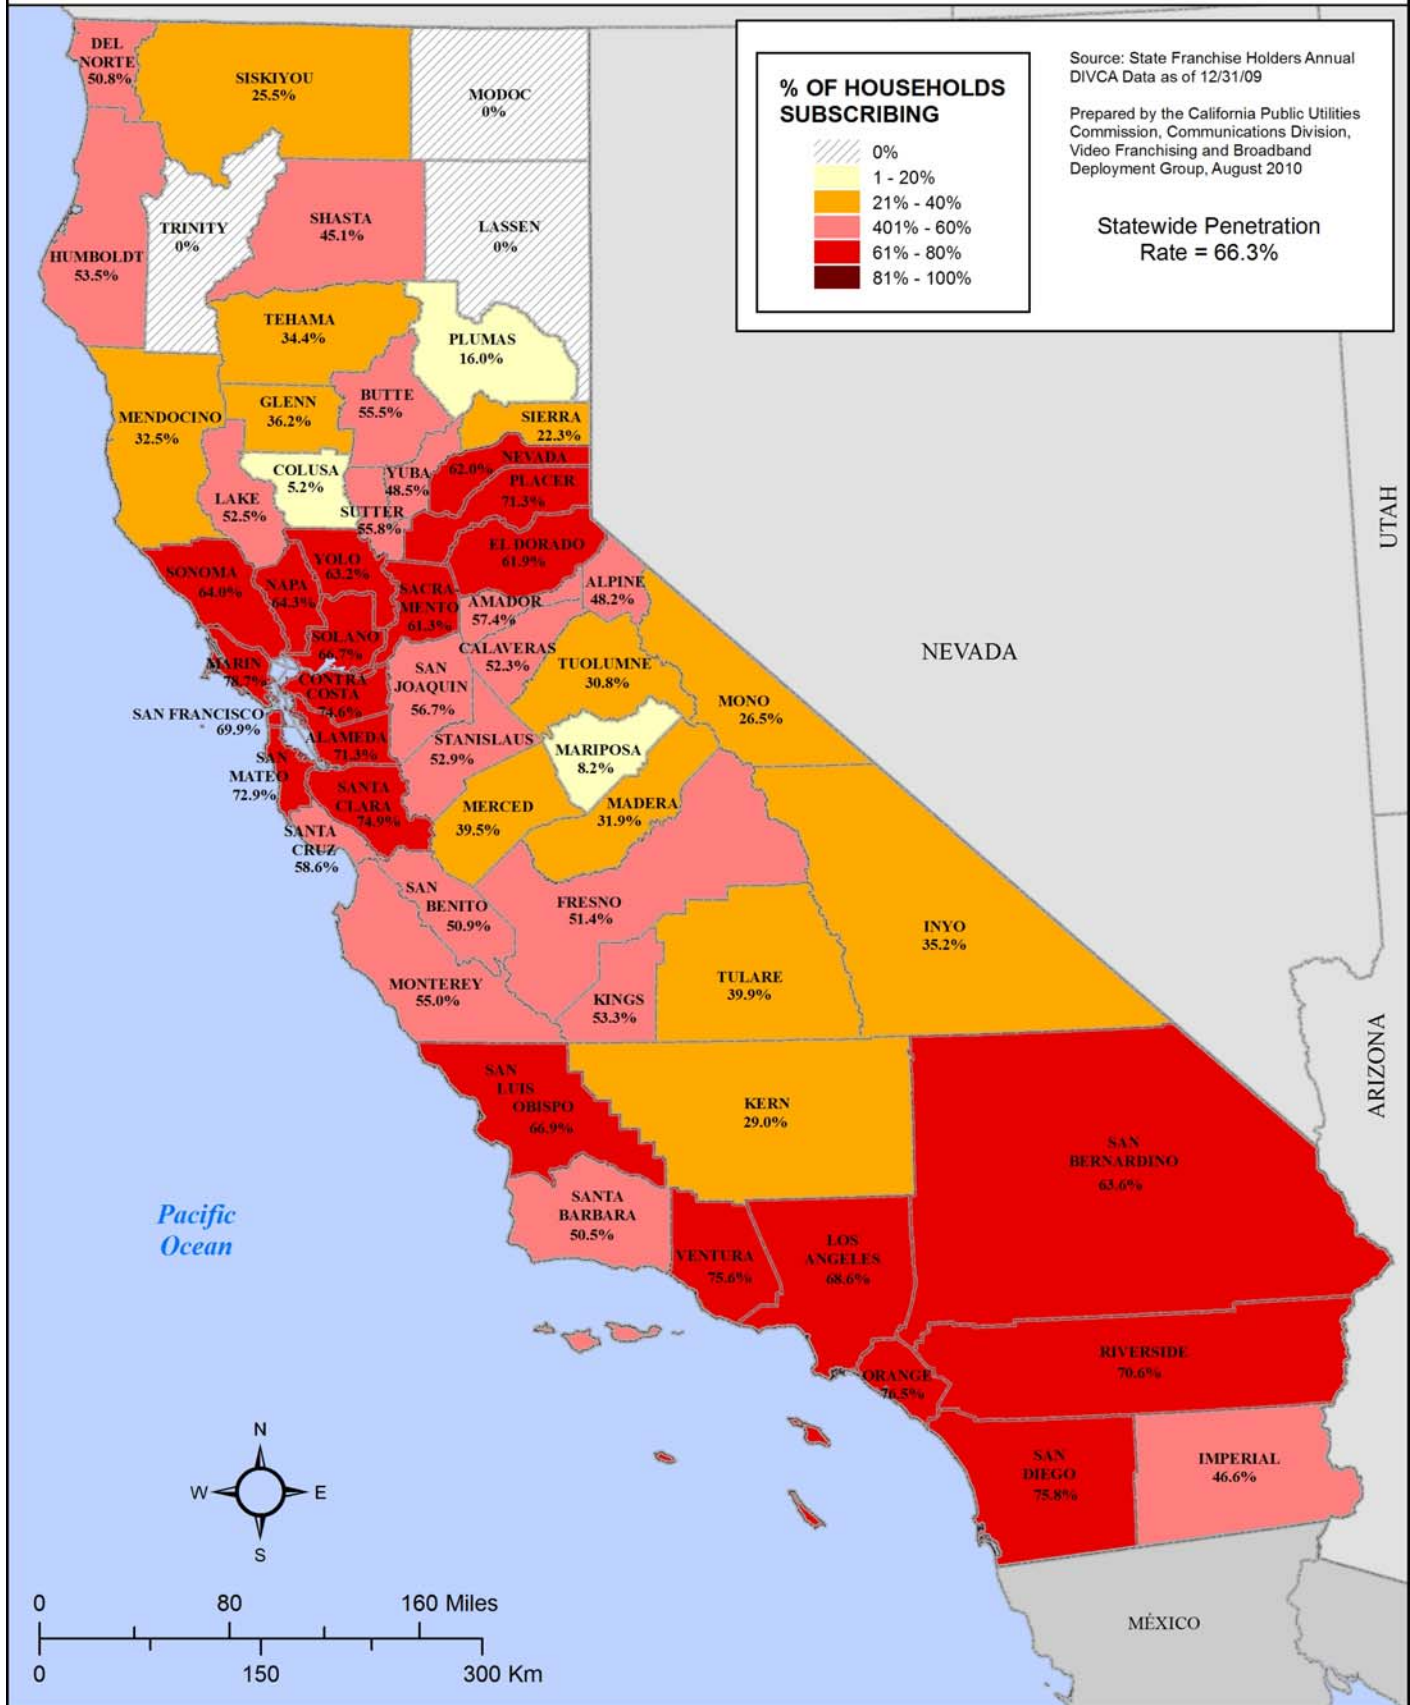 % OF HOUSEHOLDS
SUBSCRIBING
0%
1 - 20%
21% - 40%
401% - 60%
61% - 80%
81% - 100%
Source: State Franchise Holders Annual
DIVCA Data as of 12/31/09
Prepared by the California Public Utilities
Commission, Communications Division,
Video Franchising and Broadband
Deployment Group, August 2010
Statewide Penetration
Rate = 66.3%
DEL
NORTE
50.8%
SISKIYOU
25.5%
MODOC
0%
HUMBOLDT
53.5%
TRINITY
0%
SHASTA
45.1%
LASSEN
0%
TEHAMA
34.4%
PLUMAS
16.0%
MENDOCINO
32.5%
GLENN
36.2%
BUTTE
55.5%
SIERRA
22.3%
LAKE
52.5%
COLUSA
5.2%
YUBA
48.5%
SUTTER
55.8%
NEVADA
62.0%
PLACER
71.3%
EL DORADO
61.9%
SONOMA
64.0%
NAPA
64.3%
YOLO
63.2%
SACRA-
MENTO
61.3%
AMADOR
57.4%
ALPINE
48.2%
SOLANO
66.7%
MARIN
78.7%
CONTRA
COSTA
74.6%
SAN
JOAQUIN
56.7%
CALAVERAS
52.3%
TUOLUMNE
30.8%
MONO
26.5%
SAN FRANCISCO
69.9%
ALAMEDA
71.3%
STANISLAUS
52.9%
MARIPOSA
8.2%
SAN
MATEO
72.9%
SANTA
CLARA
74.9%
MERCED
39.5%
MADERA
31.9%
SANTA
CRUZ
58.6%
SAN
BENITO
50.9%
FRESNO
51.4%
INYO
35.2%
MONTEREY
55.0%
KINGS
53.3%
TULARE
39.9%
SAN
LUIS
OBISPO
66.9%
KERN
29.0%
SAN
BERNARDINO
63.6%
SANTA
BARBARA
50.5%
VENTURA
75.6%
LOS
ANGELES
68.6%
ORANGE
76.5%
RIVERSIDE
70.6%
SAN
DIEGO
75.8%
IMPERIAL
46.6%
NEVADA
UTAH
ARIZONA
MÉXICO
Pacific
Ocean
N
W E
S
0 80 160 Miles
0 150 300 Km